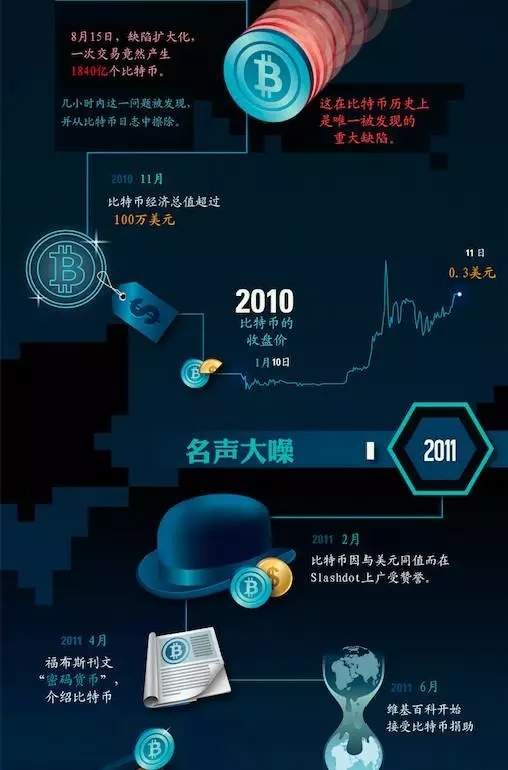 8月15日，缺陷扩大化，
一次交易竟然产生
1840亿个比特币。
几小时内这一问题被发现，
并从比特币日志中擦除。
这在比特币历史上
是唯一被发现的
重大缺陷。
2010 11月
比特币经济总值超过
100万美元
11日
0.3美元
2010
比特币的
收盘价
1月10日
名声大噪
2011
2011 2月
比特币因与美元同值而在
Slashdot上广受赞誉。
2011 4月
福布斯刊文
“密码货币”，
介绍比特币
2011 6月
维基百科开始
接受比特币捐助